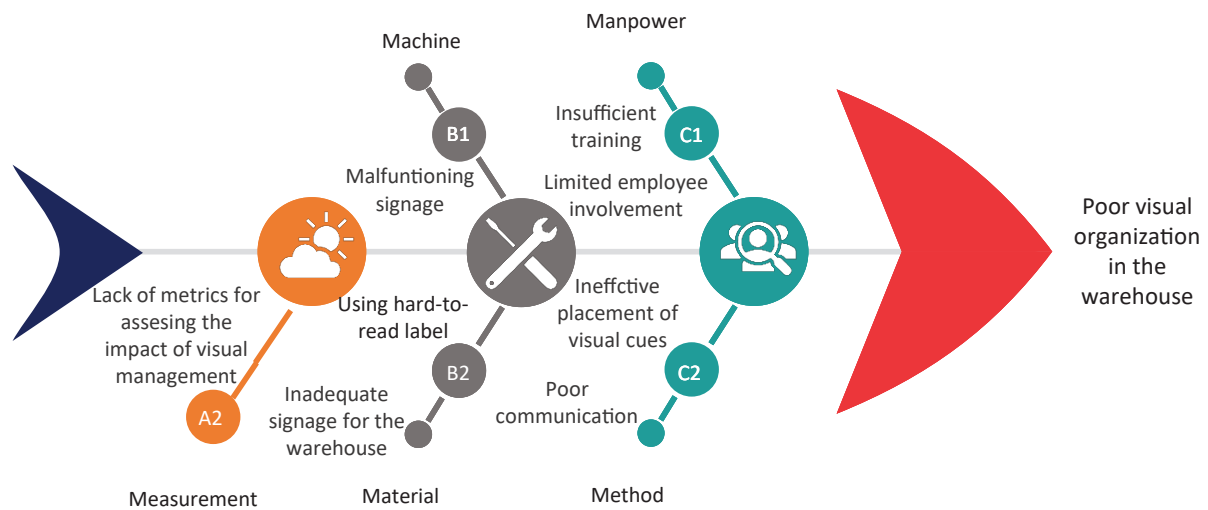 Machine
Manpower
B1
Malfuntioning
signage
Insufficient
training
C1
Limited employee
involvement
Lack of metrics for
assesing the
impact of visual
management
A2
Measurement
Using hard-to-
read label
B2
Inadequate
signage for the
warehouse
Material
Ineffctive
placement of
visual cues
C2
Poor
communication
Method
Poor visual
organization
in the
warehouse